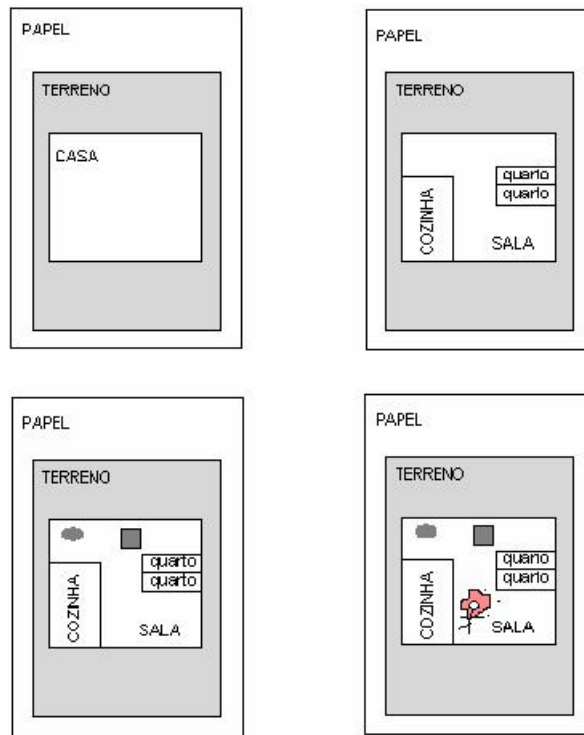 PAPEL
TERRENO
CASA
PAPEL
TERRENO
quarto
quarto
COZINHA
SALA
PAPEL
TERRENO
quarto
quarto
COZINHA
SALA
PAPEL
TERRENO
quarto
quarto
COZINHA
SALA